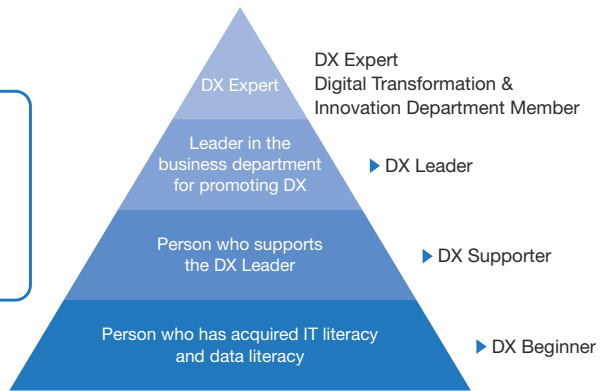 DX Expert
DX Expert
Digital Transformation &
Innovation Department Member
Leader in the
business department
for promoting DX
DX Leader
Person who supports
the DX Leader
DX Supporter
Person who has acquired IT literacy
and data literacy
DX Beginner